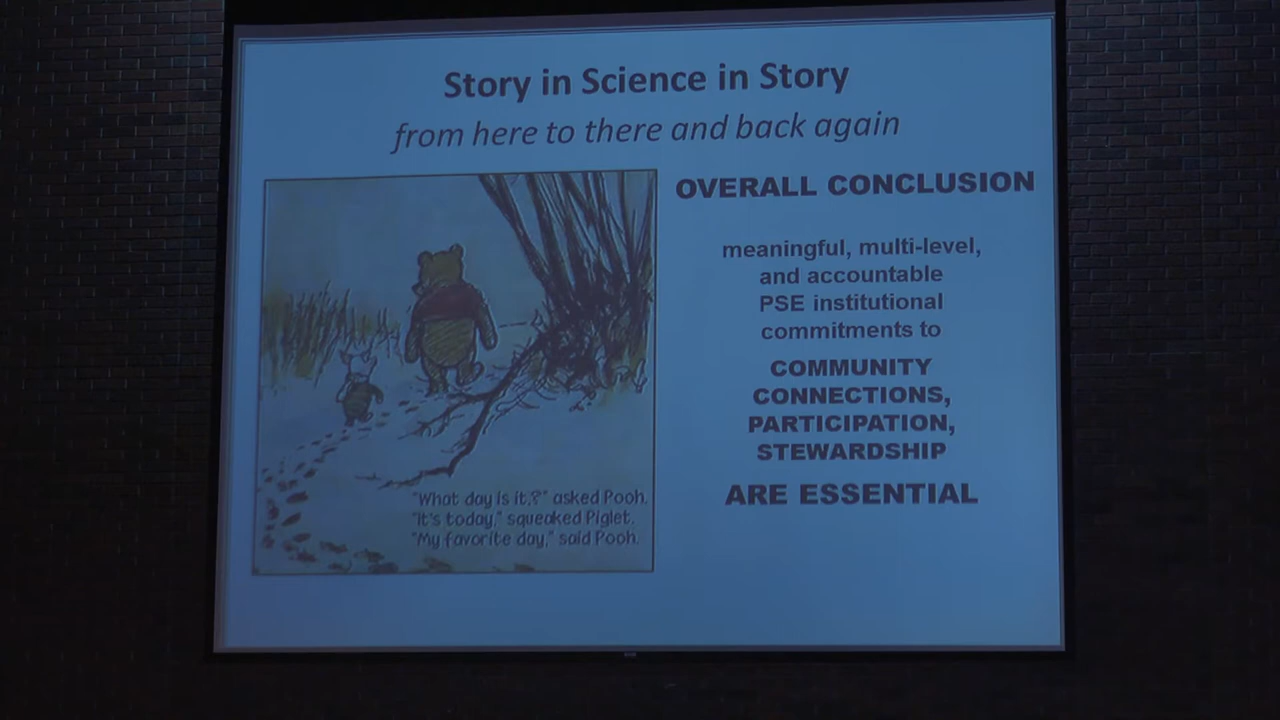 Story in Science in Story
from here to there and back again
"What day is it?" asked Pooh.
"It's today," squeaked Piglet.
"My favorite day," said Pooh.
OVERALL CONCLUSION
meaningful, multi-level,
and accountable
PSE institutional
commitments to
COMMUNITY
CONNECTIONS,
PARTICIPATION,
STEWARDSHIP
ARE ESSENTIAL